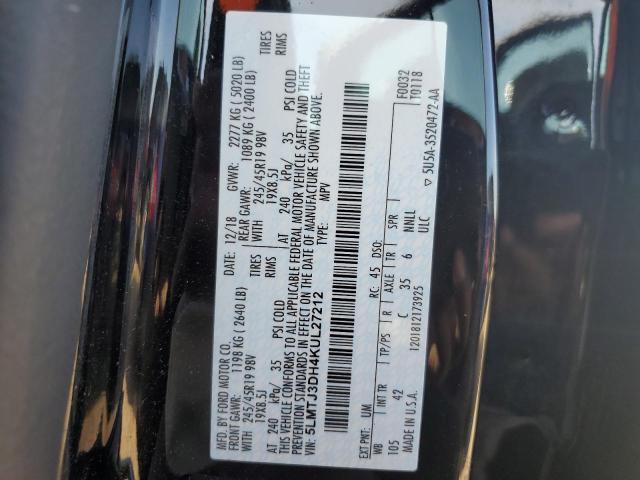 MFD. BY FORD MOTOR CO.
DATE: 12/18 GVWR: 2277 KG ( 5020 LB)
FRONT GAWR: 1198 KG ( 2640 LB) REAR GAWR: 1089 KG ( 2400 LB)
WITH 245/45R19 98V TIRES WITH 245/45R19 98V TIRES
19X8.5J RIMS 19X8.5J RIMS
AT 240 kPa/ 35 PSI COLD AT 240 kPa/ 35 PSI COLD
THIS VEHICLE CONFORMS TO ALL APPLICABLE FEDERAL MOTOR VEHICLE SAFETY AND THEFT
PREVENTION STANDARDS IN EFFECT ON THE DATE OF MANUFACTURE SHOWN ABOVE.
VIN: 5LMTJ3DH4KUL27212 TYPE: MPV
F0032
T0118
EXT PNT: UM RC: 45 DSO:
WB INT TR TP/PS R AXLE TR SPR
105 42 C 35 6 NNLL
MADE IN U.S.A. ULC
1201812173925
▽ 5U5A-3520472-AA